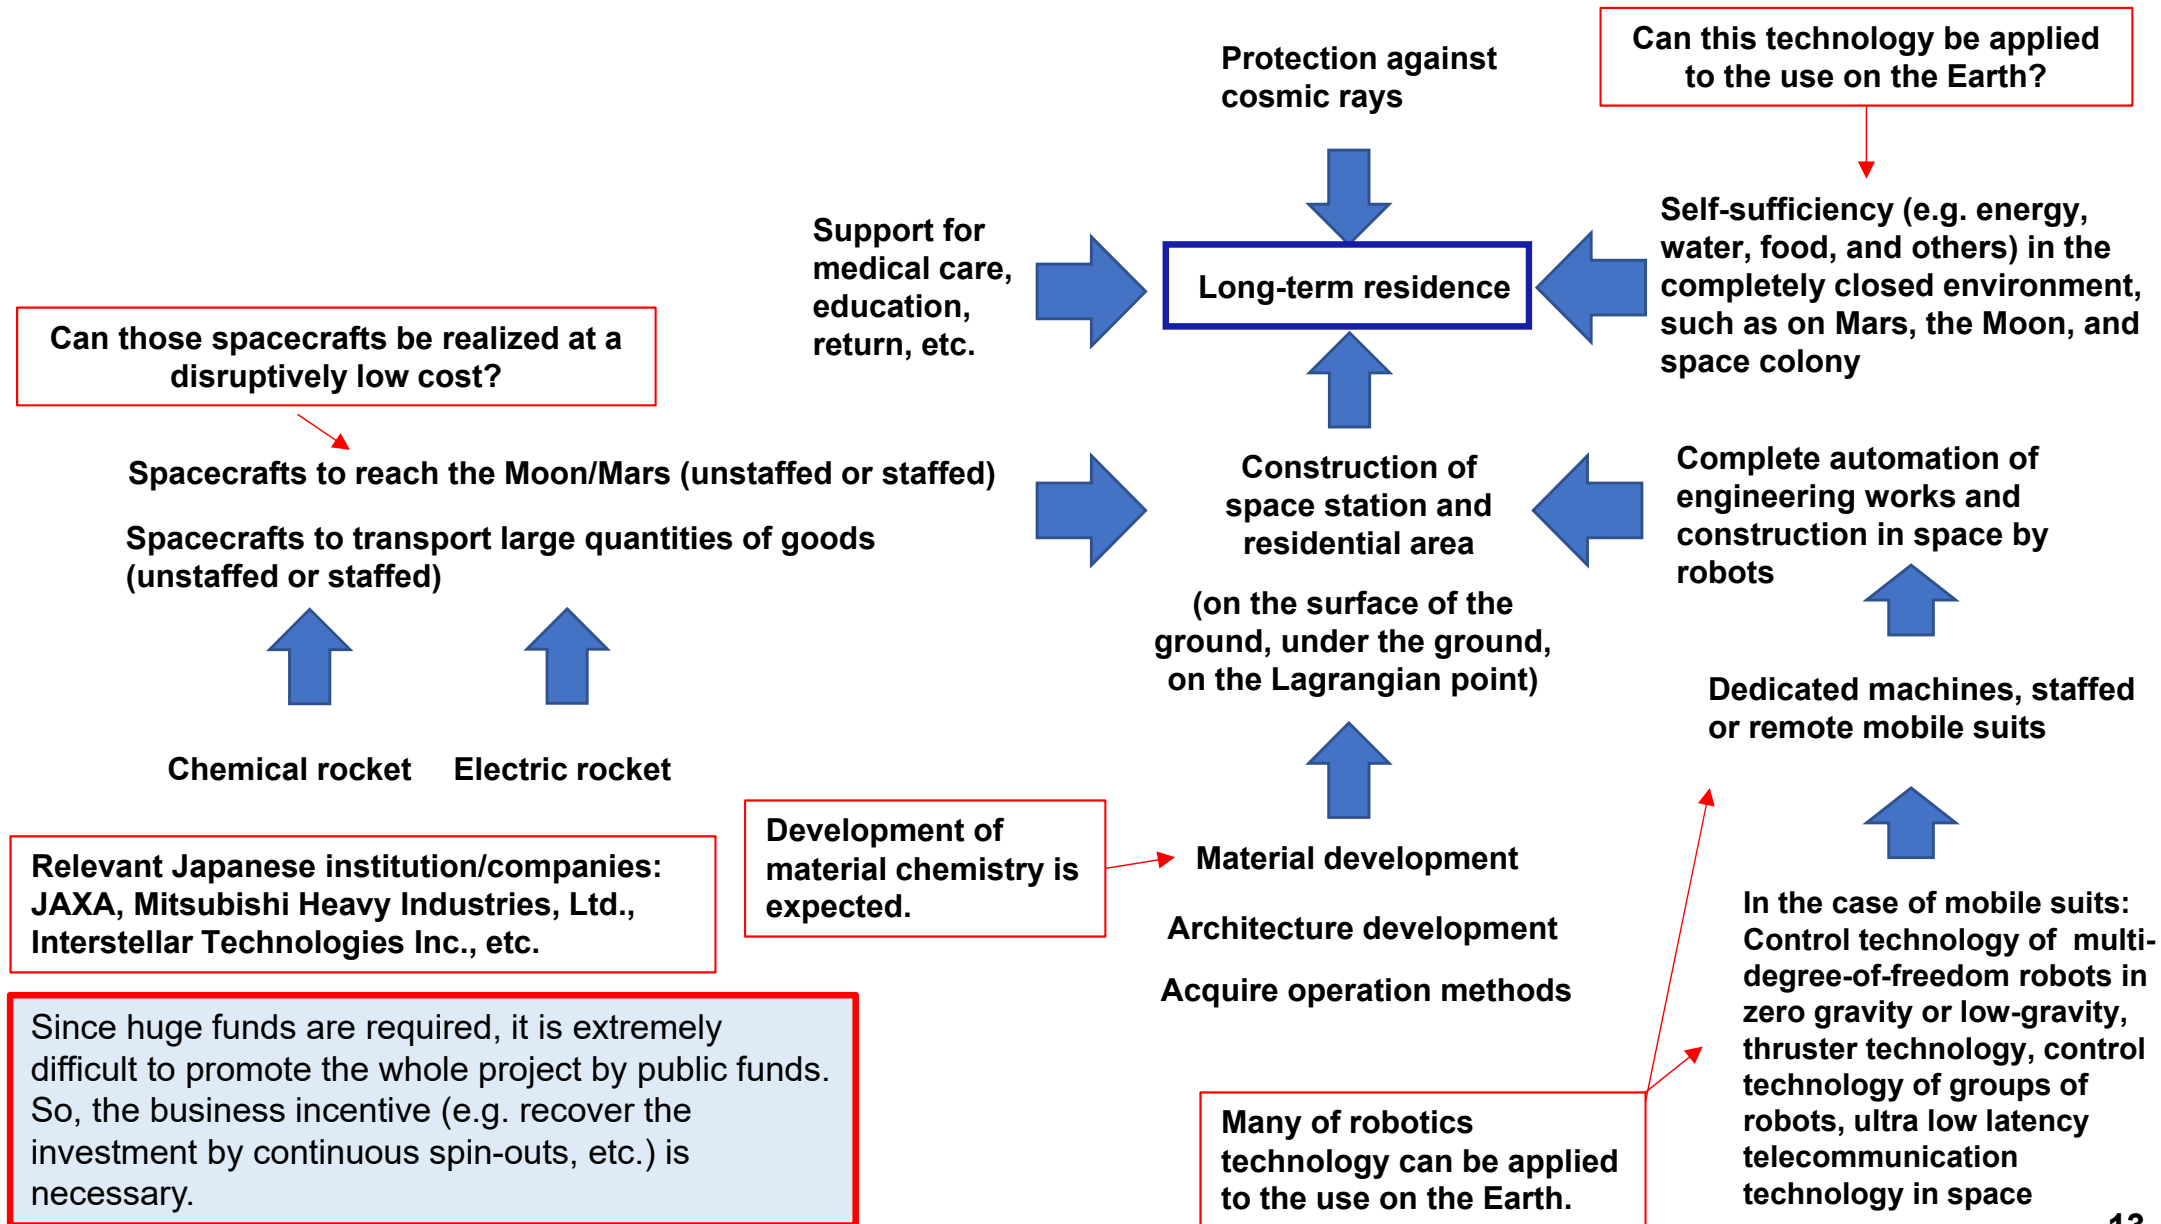 Protection against
cosmic rays
Can this technology be applied
to the use on the Earth?
Support for
medical care,
education,
return, etc.
Long-term residence
Self-sufficiency (e.g. energy,
water, food, and others) in the
completely closed environment,
such as on Mars, the Moon, and
space colony
Can those spacecrafts be realized at a
disruptively low cost?
Spacecrafts to reach the Moon/Mars (unstaffed or staffed)
Spacecrafts to transport large quantities of goods
(unstaffed or staffed)
Construction of
space station and
residential area
(on the surface of the
ground, under the ground,
on the Lagrangian point)
Complete automation of
engineering works and
construction in space by
robots
Dedicated machines, staffed
or remote mobile suits
Chemical rocket
Electric rocket
Relevant Japanese institution/companies:
JAXA, Mitsubishi Heavy Industries, Ltd.,
Interstellar Technologies Inc., etc.
Development of
material chemistry is
expected.
Material development
Architecture development
Acquire operation methods
In the case of mobile suits:
Control technology of  multi-
degree-of-freedom robots in
zero gravity or low-gravity,
thruster technology, control
technology of groups of
robots, ultra low latency
telecommunication
technology in space
Since huge funds are required, it is extremely
difficult to promote the whole project by public funds.
So, the business incentive (e.g. recover the
investment by continuous spin-outs, etc.) is
necessary.
Many of robotics
technology can be applied
to the use on the Earth.
13